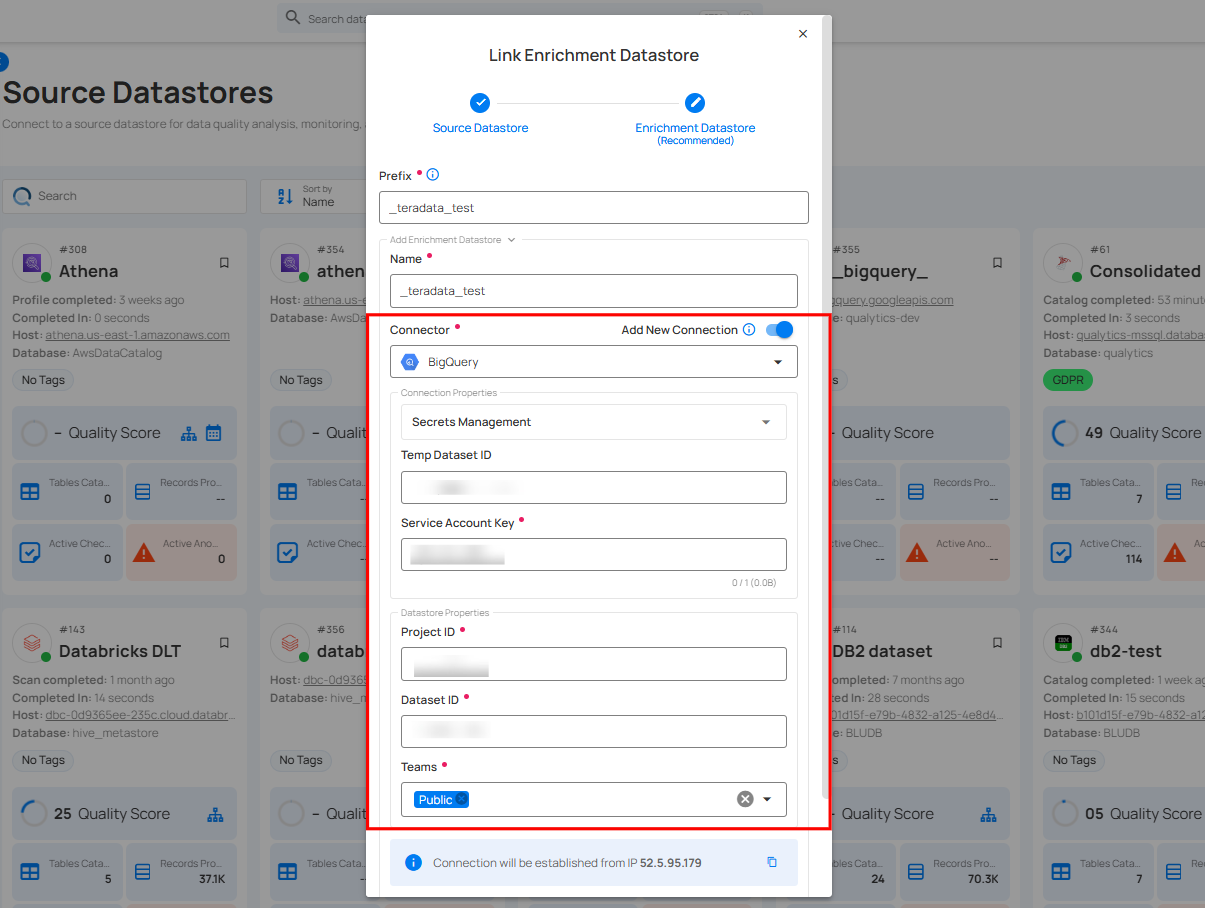 Search data
Source Datastores
Connect to a source datastore for data quality analysis, monitoring,
Search
Sort by
Name
#308
Athena
Profile completed: 3 weeks ago
Completed In: 0 seconds
Host: athena.us-east-1.amazonaws.com
Database: AwsDataCatalog
No Tags
– Quality Score
Tables Cata...
0
Records Pro...
--
Active Chec...
0
Active Ano...
0
#354
athen
Host: athena.us-e
Database: AwsDa
No Tags
– Qualit
Tables Cata
Active Chec
#143
Databricks DLT
Scan completed: 1 month ago
Completed In: 14 seconds
Host: dbc-0d9365ee-235c.cloud.databr...
Database: hive_metastore
No Tags
25 Quality Score
Tables Cata...
5
Records Pro...
37.1K
#356
datab
Host: dbc-0d9365
Database: hive_m
No Tags
– Qualit
Tables Cata
Link Enrichment Datastore
Source Datastore
Enrichment Datastore
(Recommended)
Prefix
_teradata_test
Add Enrichment Datastore
Name
_teradata_test
Connector
Add New Connection
BigQuery
Connection Properties
Secrets Management
Temp Dataset ID
Service Account Key
0 / 1 (0.0B)
Datastore Properties
Project ID
Dataset ID
Teams
Public
Connection will be established from IP 52.5.95.179
#355
_bigquery_
gquery.googleapis.com
e: qualytics-dev
s
Quality Score
Cata...
--
Records Pro...
--
Chec...
--
Active Ano...
--
#61
Consolidated
Catalog completed: 53 minut
Completed In: 3 seconds
Host: qualytics-mssql.databas
Database: qualytics
GDPR
49 Quality Score
Tables Cata...
7
Re
Active Chec...
114
A
#114
DB2 dataset
mpleted: 7 months ago
ed In: 28 seconds
01d15f-e79b-4832-a125-4e8d4...
e: BLUDB
s
Quality Score
Cata...
24
Records Pro...
70.3K
#344
db2-test
Catalog completed: 1 week ag
Completed In: 15 seconds
Host: b101d15f-e79b-4832-a12
Database: BLUDB
No Tags
05 Quality Score
Tables Cata...
7
Re